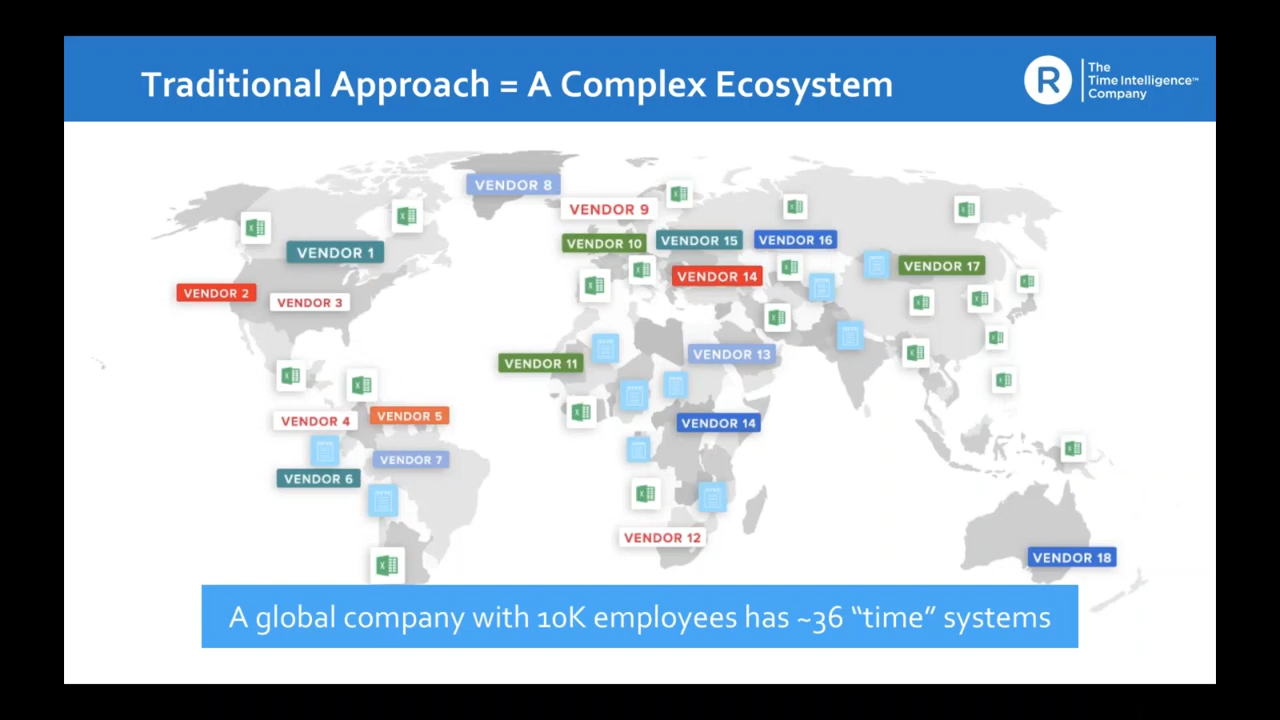 Traditional Approach = A Complex Ecosystem
R
The
Time Intelligence™
Company
VENDOR 8
VENDOR 9
VENDOR 1
VENDOR 10
VENDOR 15
VENDOR 16
VENDOR 14
VENDOR 17
VENDOR 2
VENDOR 3
VENDOR 11
VENDOR 13
VENDOR 4
VENDOR 5
VENDOR 14
VENDOR 7
VENDOR 6
VENDOR 12
VENDOR 18
A global company with 10K employees has ~36 “time” systems